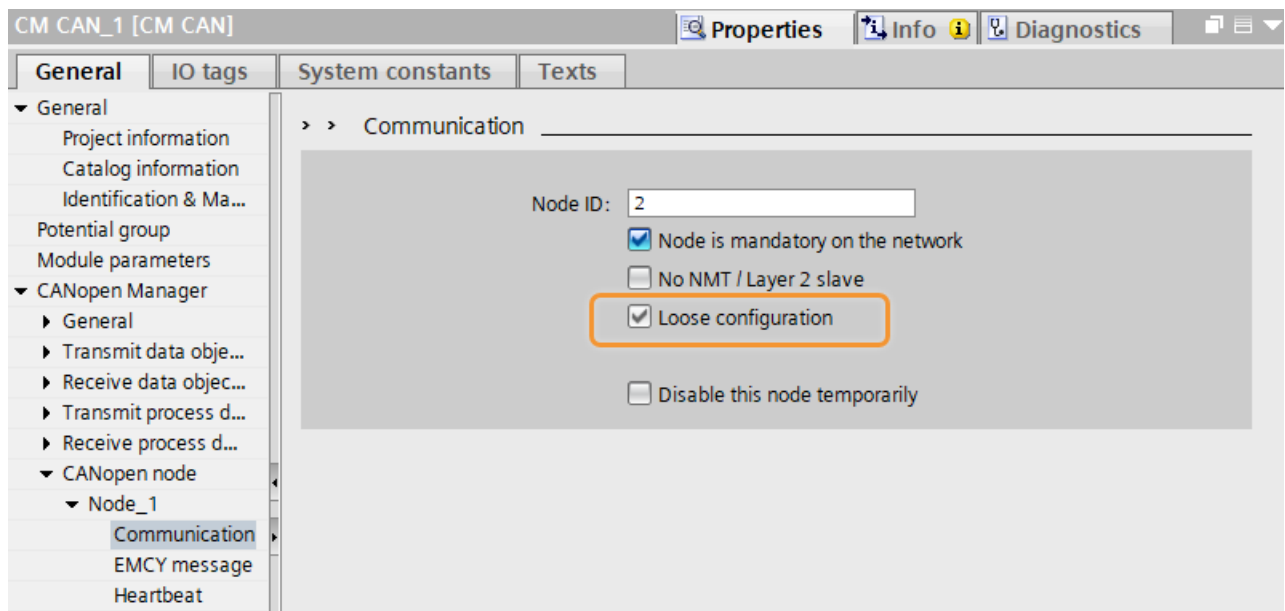 CM CAN_1 [CM CAN]
Properties
Info
Diagnostics
General
IO tags
System constants
Texts
General
Project information
Catalog information
Identification & Ma...
Potential group
Module parameters
CANopen Manager
General
Transmit data obje...
Receive data objec...
Transmit process d...
Receive process d...
CANopen node
Node_1
Communication
EMCY message
Heartbeat
> > Communication
Node ID: 2
Node is mandatory on the network
No NMT / Layer 2 slave
Loose configuration
Disable this node temporarily